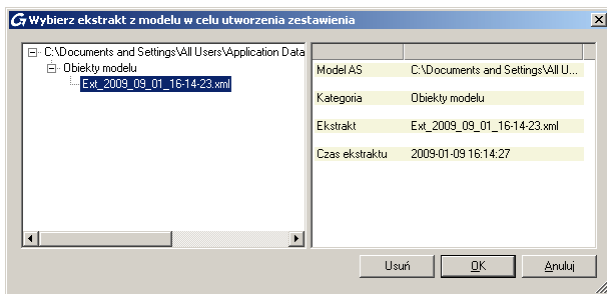 Wybierz ekstrakt z modelu w celu utworzenia zestawienia
C:\Documents and Settings\All Users\Application Data
Obiekty modelu
Ext_2009_09_01_16-14-23.xml
Model AS C:\Documents and Settings\All U...
Kategoria Obiekty modelu
Ekstrakt Ext_2009_09_01_16-14-23.xml
Czas ekstraktu 2009-01-09 16:14:27
Usuń OK Anuluj